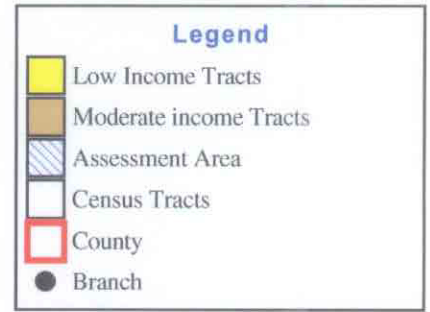 Legend
Low Income Tracts
Moderate income Tracts
Assessment Area
Census Tracts
County
Branch